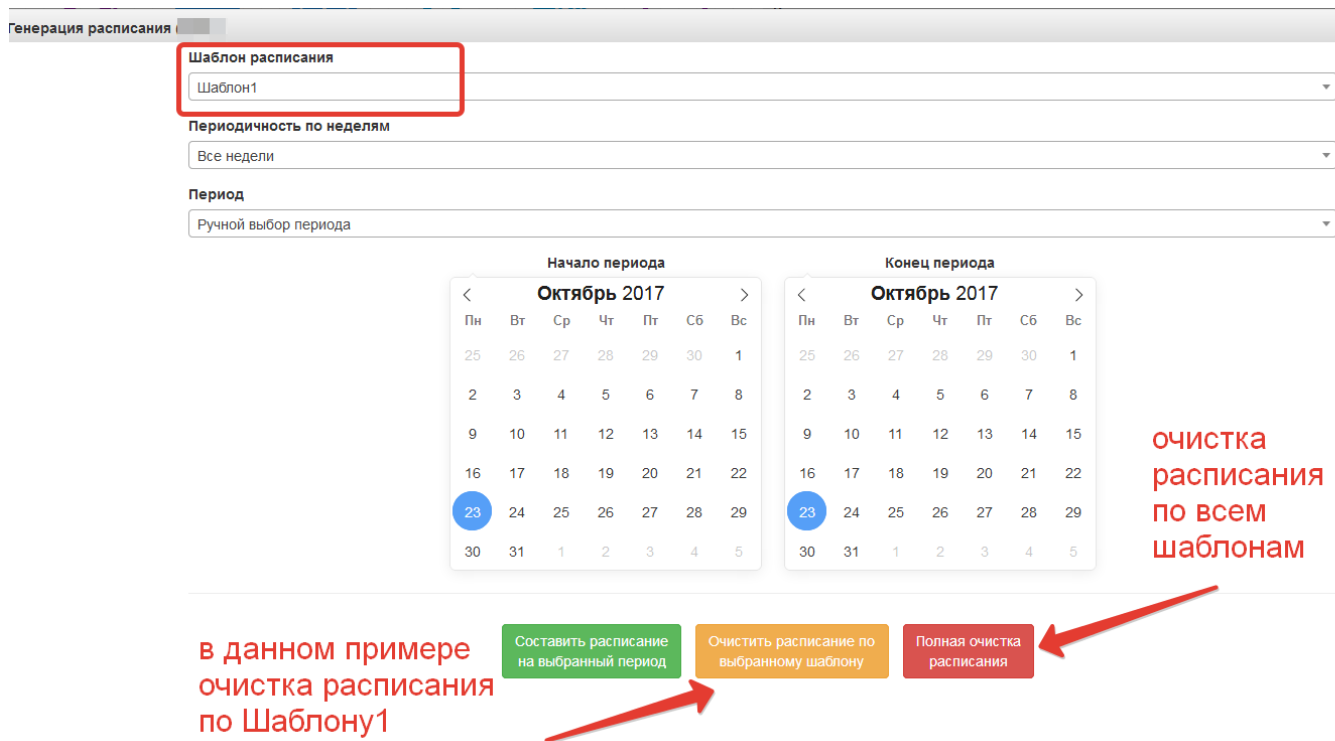 Генерация расписания (
Шаблон расписания
Шаблон1
Периодичность по неделям
Все недели
Период
Ручной выбор периода
Начало периода Конец периода
Октябрь 2017 Октябрь 2017
Пн Вт Ср Чт Пт Сб Вс Пн Вт Ср Чт Пт Сб Вс
25 26 27 28 29 30 1 25 26 27 28 29 30 1
2 3 4 5 6 7 8 2 3 4 5 6 7 8
9 10 11 12 13 14 15 9 10 11 12 13 14 15
16 17 18 19 20 21 22 16 17 18 19 20 21 22
23 24 25 26 27 28 29 23 24 25 26 27 28 29
30 31 1 2 3 4 5 30 31 1 2 3 4 5
очистка
расписания
по всем
шаблонам
Составить расписание
на выбранный период
Очистить расписание по
выбранному шаблону
Полная очистка
расписания
в данном примере
очистка расписания
по Шаблону1